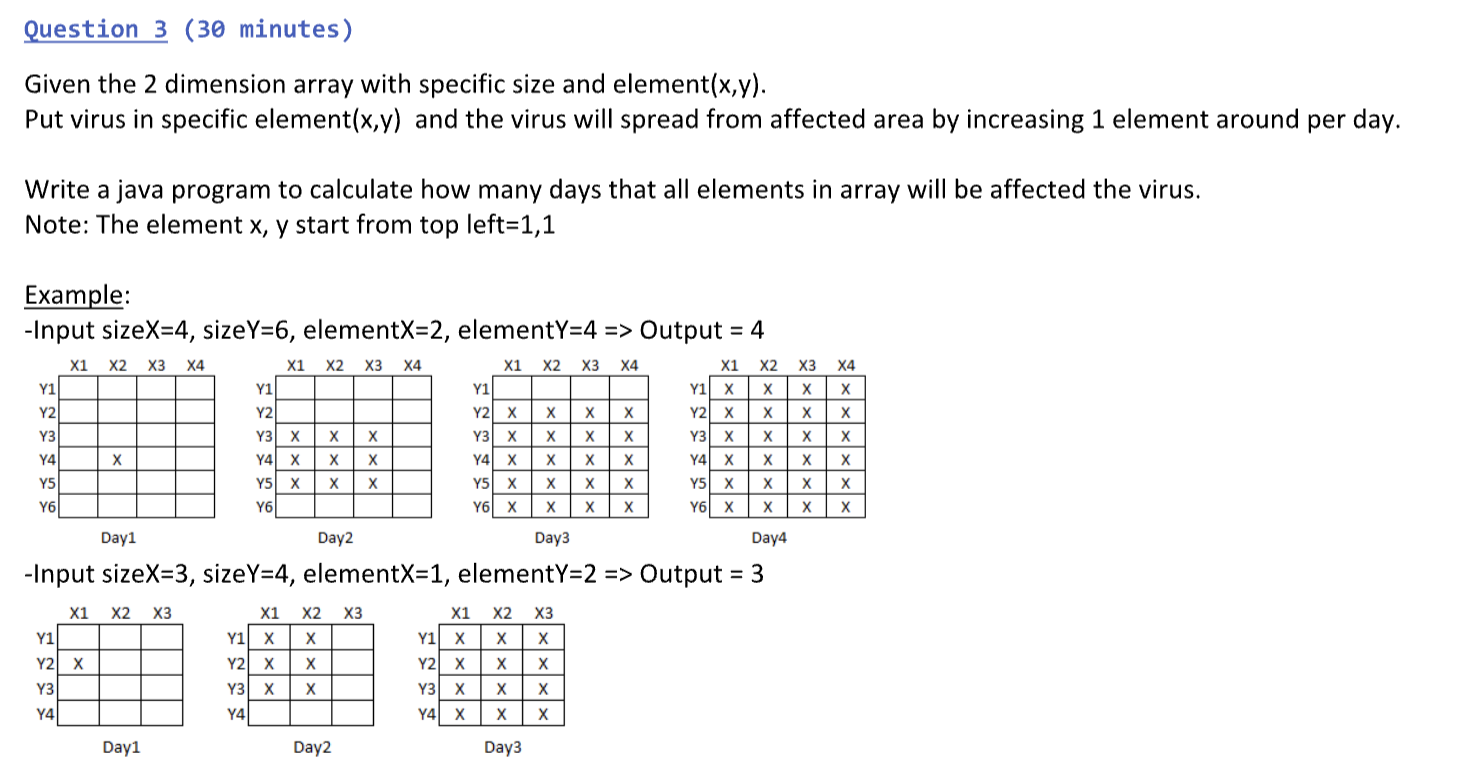 Question 3 (30 minutes)
Given the 2 dimension array with specific size and element(x,y).
Put virus in specific element(x,y) and the virus will spread from affected area by increasing 1 element around per day.
Write a java program to calculate how many days that all elements in array will be affected the virus.
Note: The element x, y start from top left=1,1
Example:
-Input sizeX=4, sizeY=6, elementX=2, elementY=4 => Output = 4
X1 X2 X3 X4 X1 X2 X3 X4 X1 X2 X3 X4 X1 X2 X3 X4
Y1 Y1 Y1 Y1 X X X X
Y2 Y2 Y2 X X X X Y2 X X X X
Y3 Y3 X X X Y3 X X X X Y3 X X X X
Y4 X Y4 X X X Y4 X X X X Y4 X X X X
Y5 Y5 X X X Y5 X X X X Y5 X X X X
Y6 Y6 Y6 X X X X Y6 X X X X
Day1 Day2 Day3 Day4
-Input sizeX=3, sizeY=4, elementX=1, elementY=2 => Output = 3
X1 X2 X3 X1 X2 X3 X1 X2 X3
Y1 Y1 X X Y1 X X X
Y2 X Y2 X X Y2 X X X
Y3 Y3 X X Y3 X X X
Y4 Y4 Y4 X X X
Day1 Day2 Day3